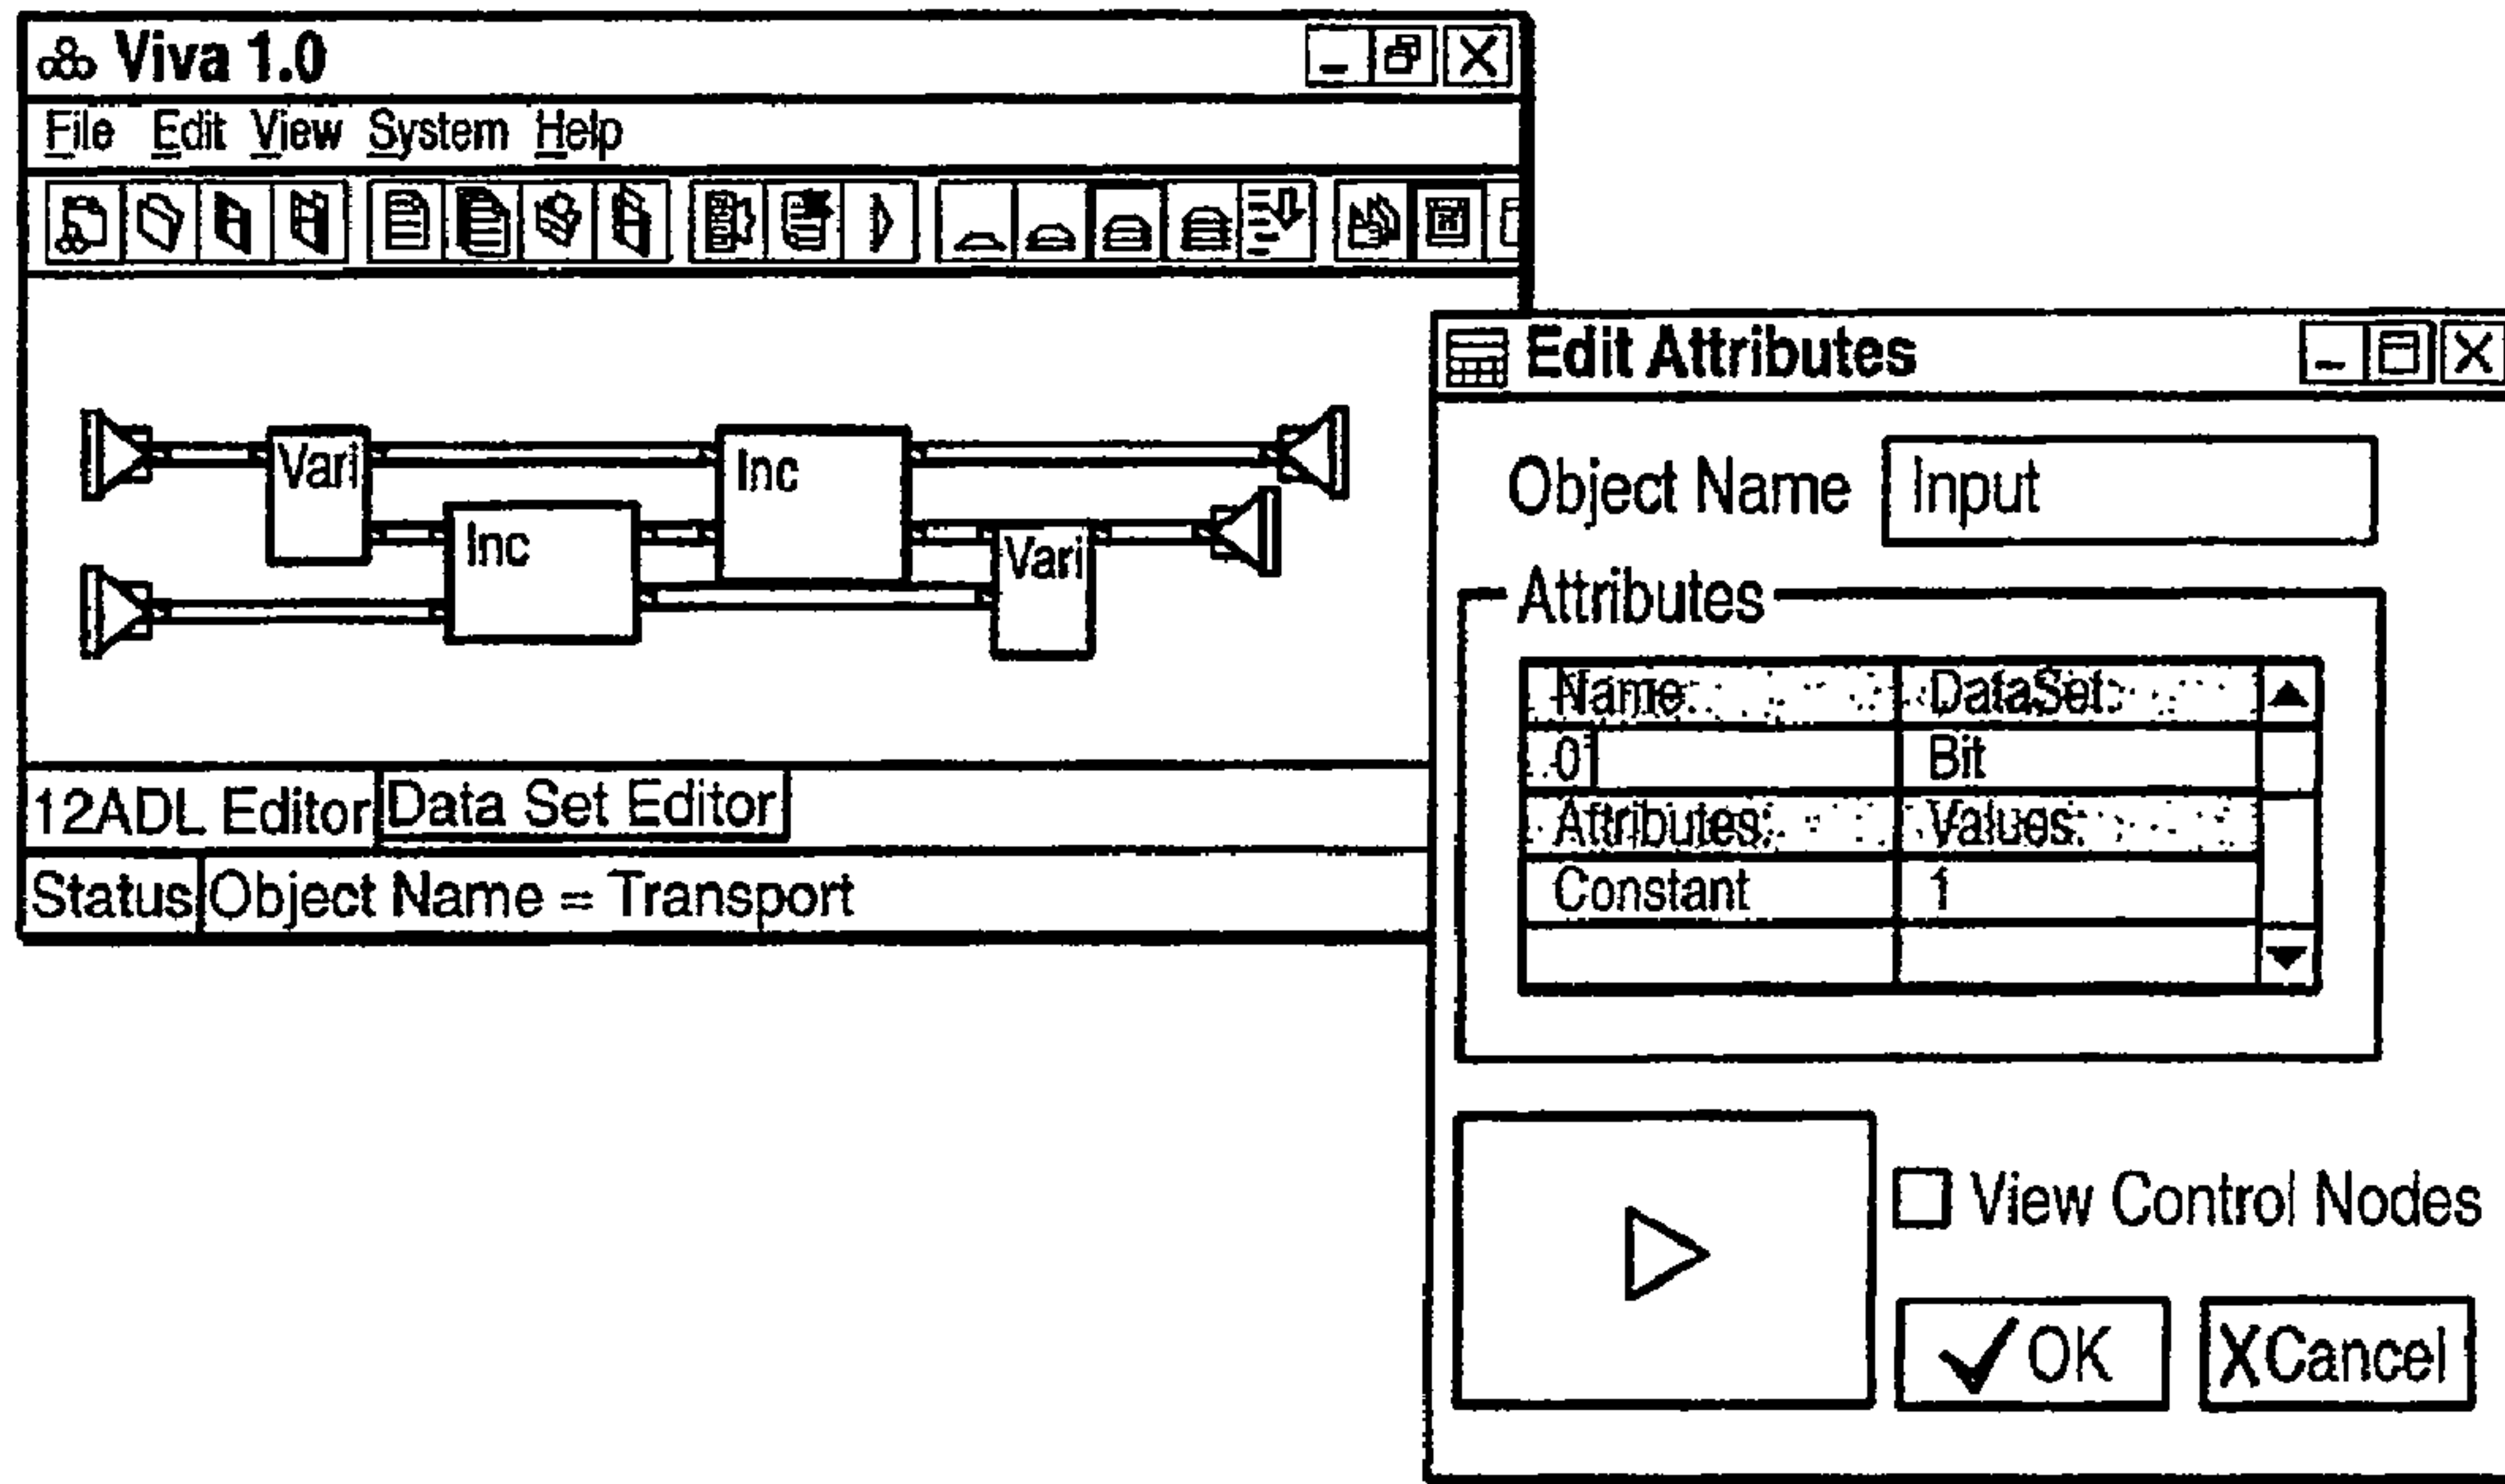 Viva 1.0
File Edit View System Help
Vari
Inc
Inc
Vari
12ADL Editor Data Set Editor
Status Object Name = Transport
Edit Attributes
Object Name Input
Attributes
Name: DataSet:
0 Bit
Attributes: Values:
Constant 1
View Control Nodes
OK XCancel